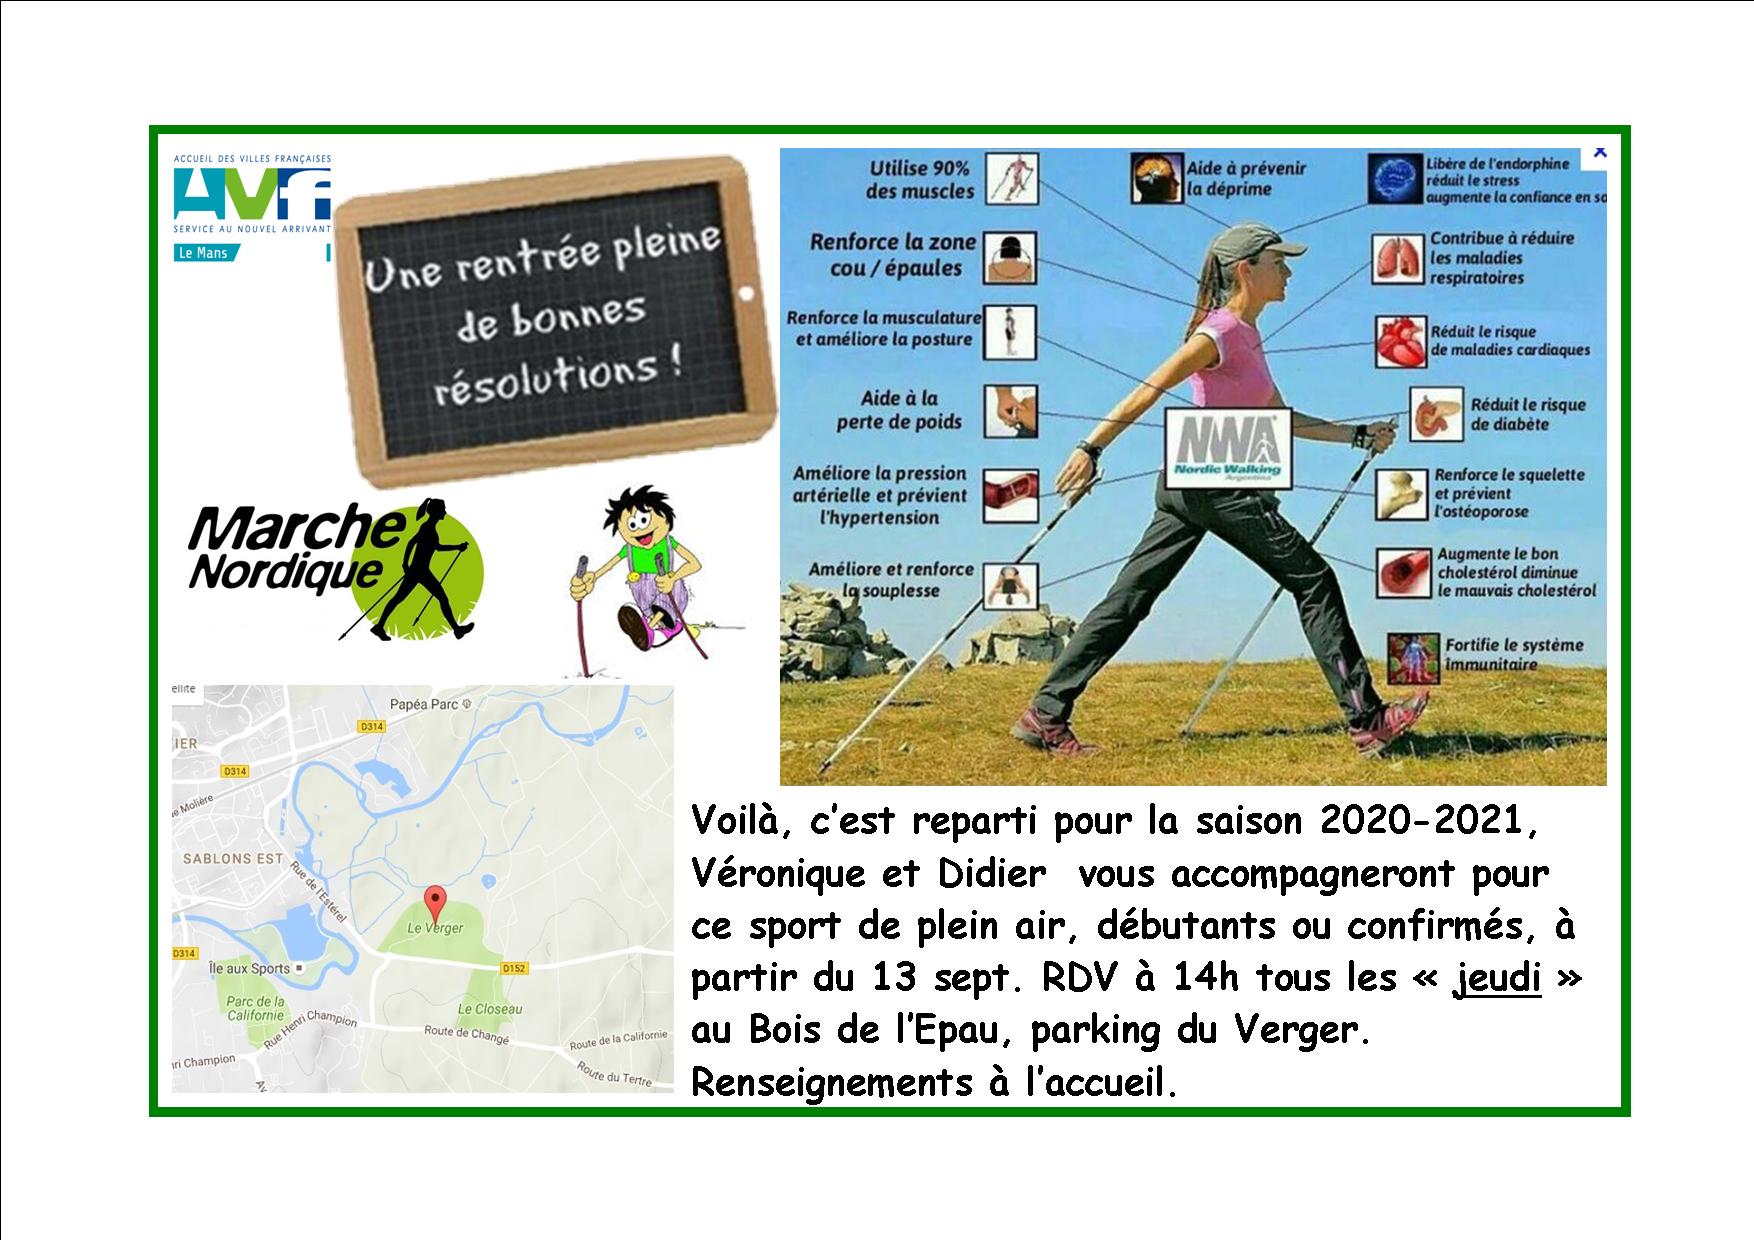 ACCUEIL DES VILLES FRANÇAISES
AVF
SERVICE AU NOUVEL ARRIVANT
Le Mans
Une rentrée pleine
de bonnes
résolutions !
Marche
Nordique
Utilise 90%
des muscles
Renforce la zone
cou / épaules
Renforce la musculature
et améliore la posture
Aide à la
perte de poids
Améliore la pression
artérielle et prévient
l'hypertension
Améliore et renforce
la souplesse
Aide à prévenir
la déprime
Libère de l'endorphine
réduit le stress
augmente la confiance en so
Contribue à réduire
les maladies
respiratoires
Réduit le risque
de maladies cardiaques
Réduit le risque
de diabète
Renforce le squelette
et prévient
l'ostéoporose
Augmente le bon
cholestérol diminue
le mauvais cholestérol
Fortifie le système
immunitaire
NWA
Nordic Walking
Argentina
ellite
Papéa Parc
D314
IER
D314
e Molière
SABLONS EST
Rue de l'Estérel
Le Verger
D314
Île aux Sports
D152
Parc de la
Californie
Le Closeau
Rue Henri Champion
Route de Changé
Route de la Californie
ri Champion
Route du Tertre
Av
Voilà, c'est reparti pour la saison 2020-2021,
Véronique et Didier vous accompagneront pour
ce sport de plein air, débutants ou confirmés, à
partir du 13 sept. RDV à 14h tous les « jeudi »
au Bois de l'Epau, parking du Verger.
Renseignements à l'accueil.